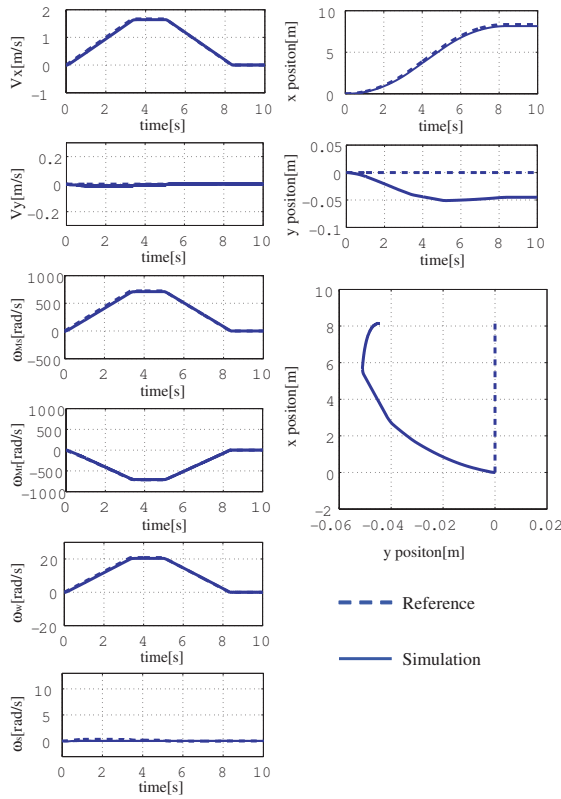 2
1
0
-1
Vx[m/s]
0 2 4 6 8 10
time[s]
0.2
0
-0.2
Vy[m/s]
0 2 4 6 8 10
time[s]
1000
500
0
-500
ωMS[rad/s]
0 2 4 6 8 10
time[s]
1000
500
0
-500
-1000
ωMT[rad/s]
0 2 4 6 8 10
time[s]
20
0
-20
ωw[rad/s]
0 2 4 6 8 10
time[s]
10
5
0
ωs[rad/s]
0 2 4 6 8 10
time[s]
10
5
0
x positon[m]
0 2 4 6 8 10
time[s]
0.05
0
-0.05
-0.1
y positon[m]
0 2 4 6 8 10
time[s]
10
8
6
4
2
0
-2
x positon[m]
-0.06 -0.04 -0.02 0 0.02
y positon[m]
Reference
Simulation